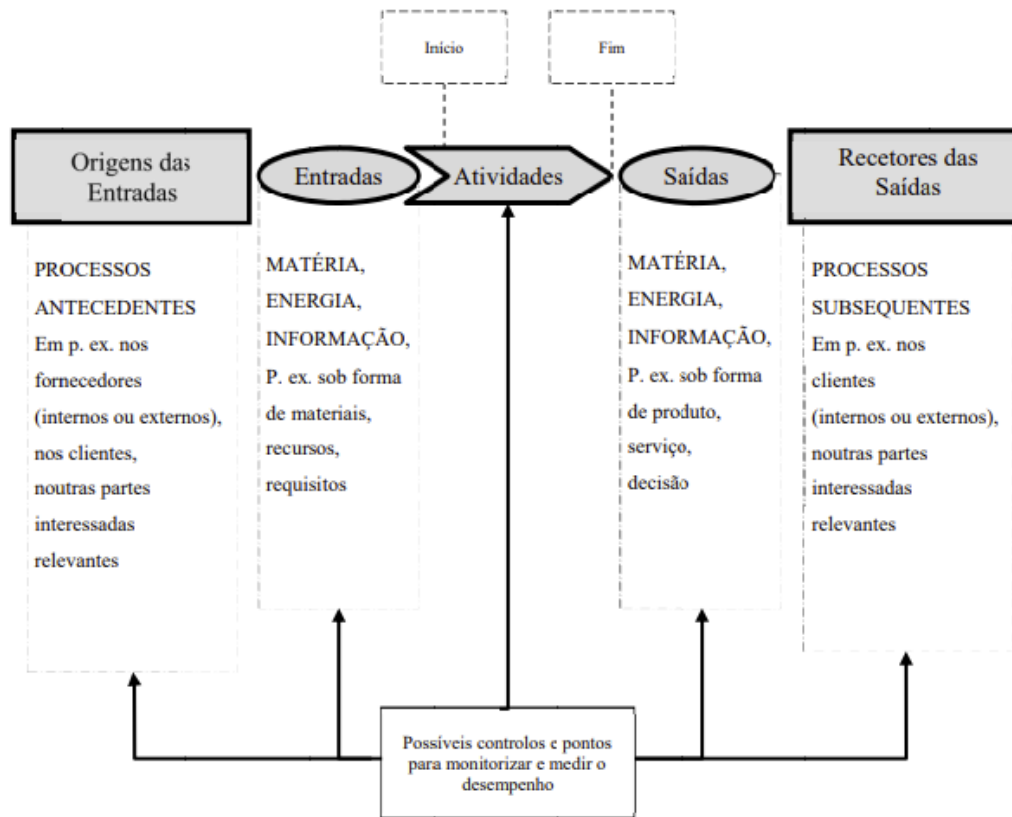 Início
Fim
Origens das
Entradas
Entradas
Atividades
Saídas
Recetores das
Saídas
PROCESSOS
ANTECEDENTES
Em p. ex. nos
fornecedores
(internos ou externos),
nos clientes,
noutras partes
interessadas
relevantes
MATÉRIA,
ENERGIA,
INFORMAÇÃO,
P. ex. sob forma
de materiais,
recursos,
requisitos
MATÉRIA,
ENERGIA,
INFORMAÇÃO,
P. ex. sob forma
de produto,
serviço,
decisão
PROCESSOS
SUBSEQUENTES
Em p. ex. nos
clientes
(internos ou externos),
noutras partes
interessadas
relevantes
Possíveis controlos e pontos
para monitorizar e medir o
desempenho